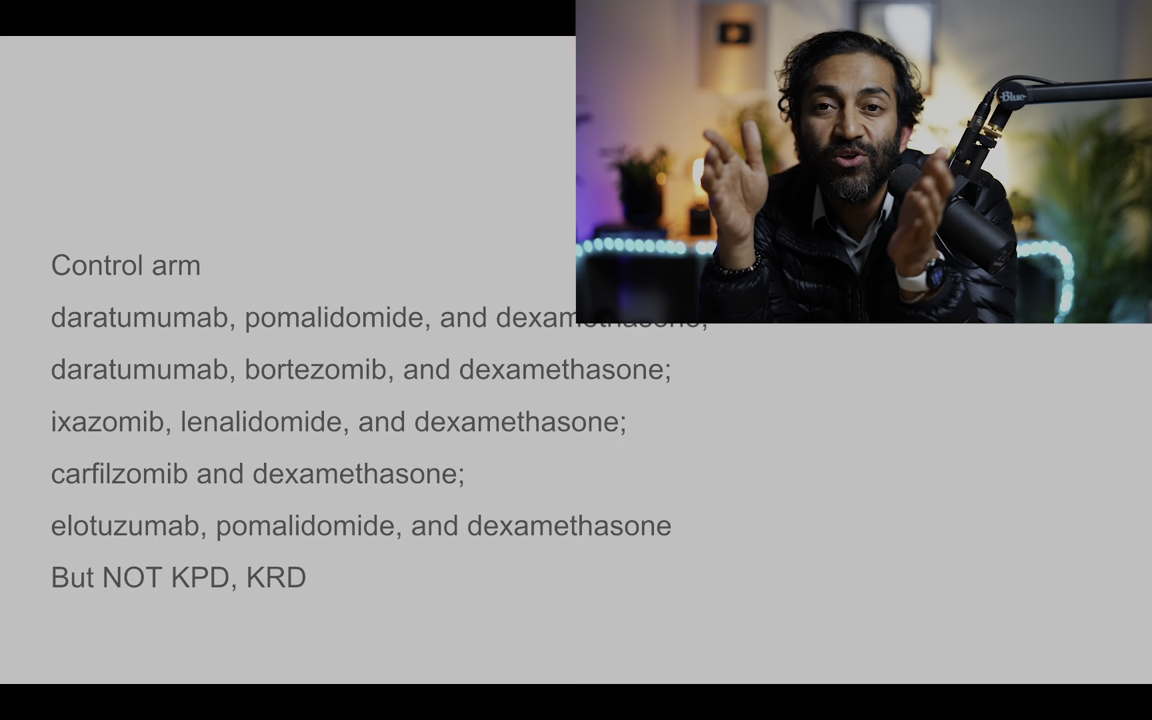 Blue
Control arm
daratumumab, pomalidomide, and dexamethasone,
daratumumab, bortezomib, and dexamethasone;
ixazomib, lenalidomide, and dexamethasone;
carfilzomib and dexamethasone;
elotuzumab, pomalidomide, and dexamethasone
But NOT KPD, KRD